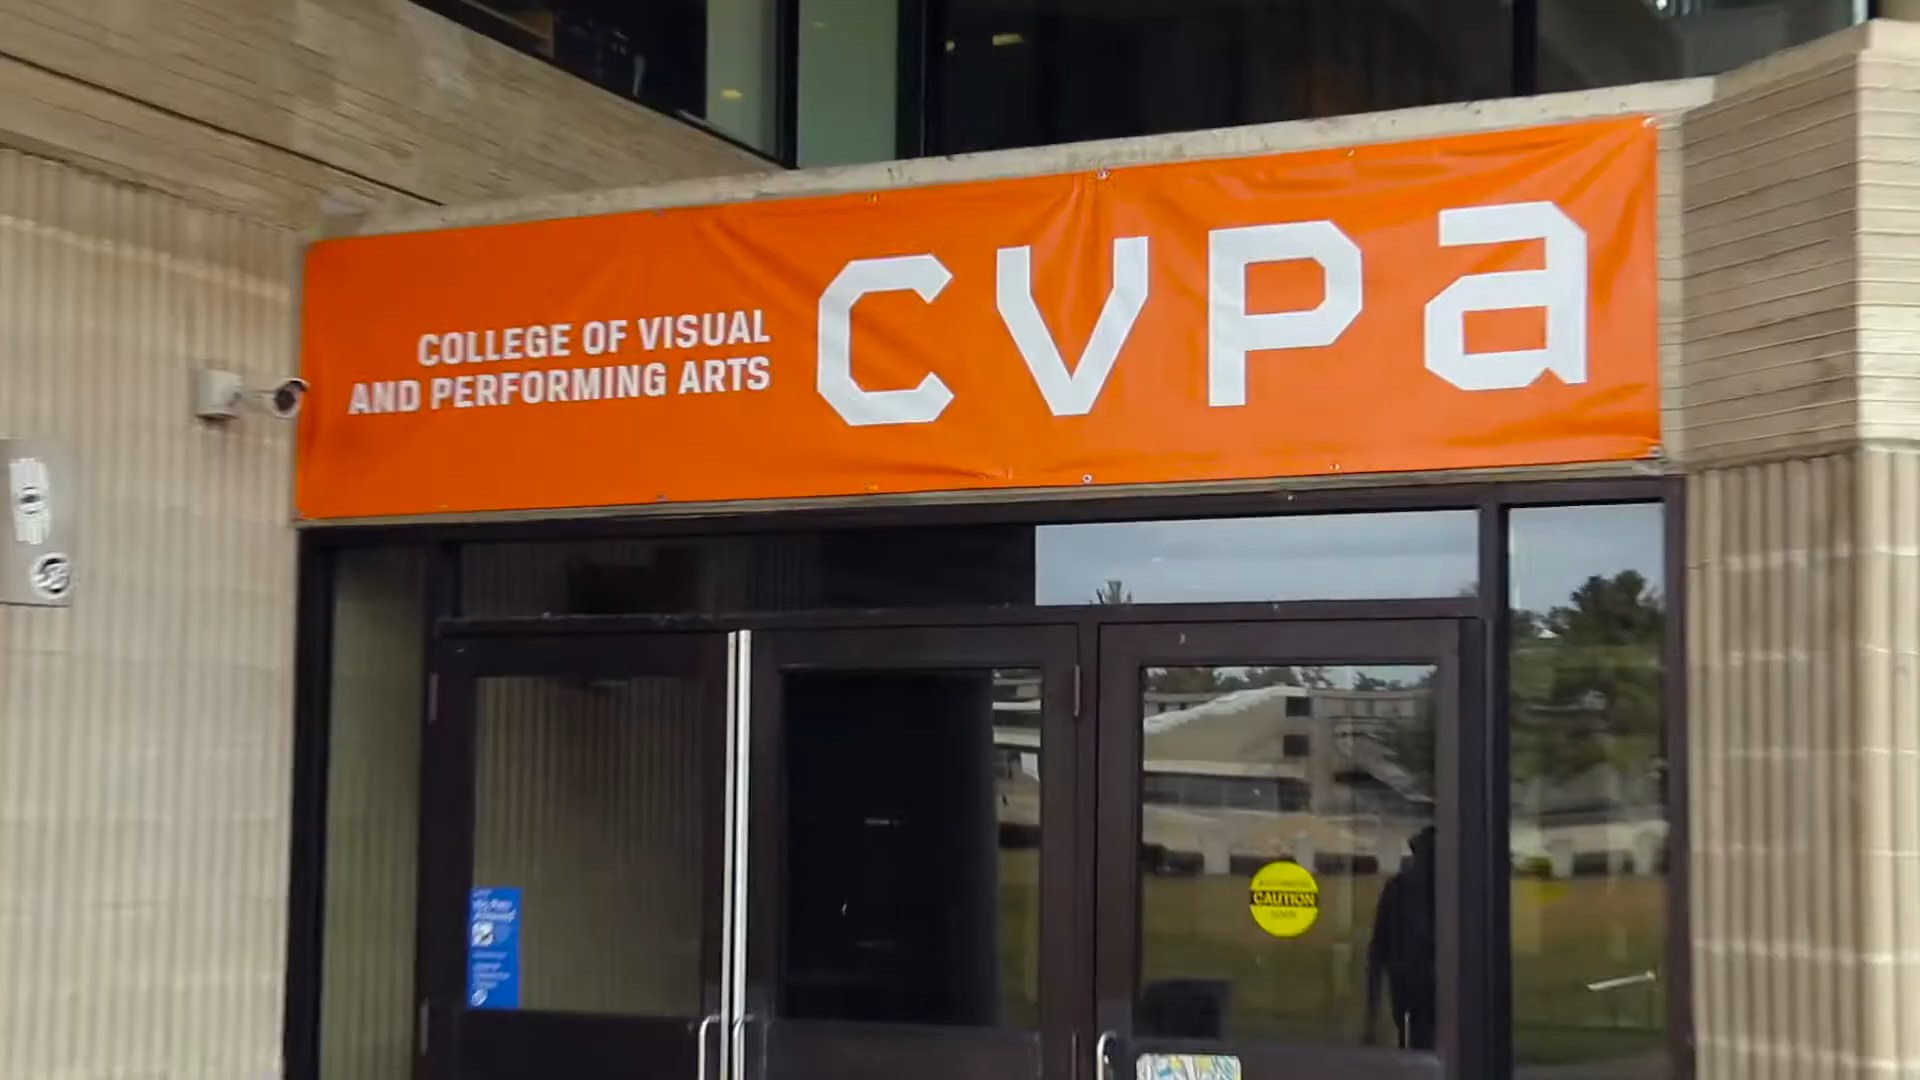 COLLEGE OF VISUAL
AND PERFORMING ARTS
CVPa
CAUTION